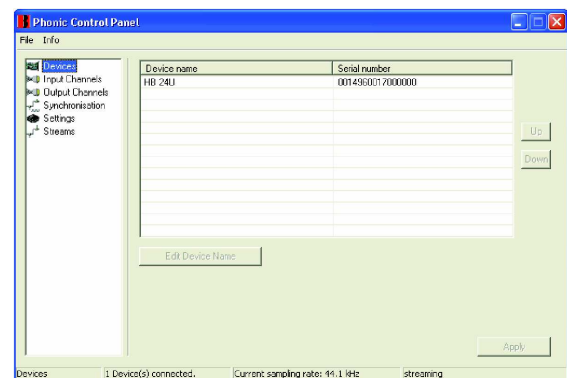 Phonic Control Panel
File Info
Devices
Input Channels
Output Channels
Synchronisation
Settings
Streams
Device name Serial number
HB 24U 0014960017000000
Up
Down
Edit Device Name
Apply
Devices 1 Device(s) connected. Current sampling rate: 44.1 kHz streaming